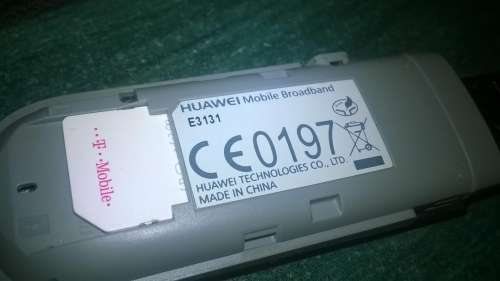 HUAWEI Mobile Broadband
E3131
CE0197
HUAWEI TECHNOLOGIES CO., LTD.
MADE IN CHINA
··T··Mobile·